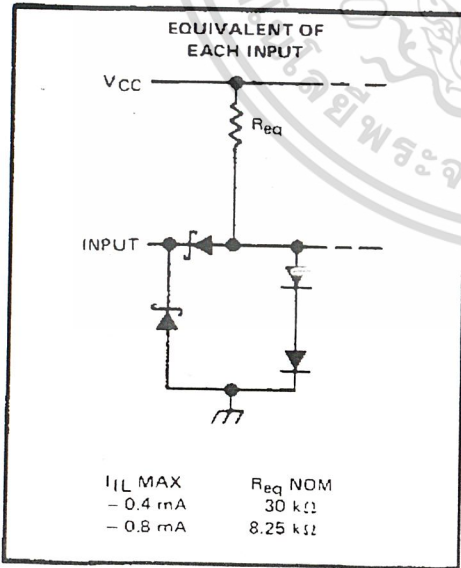 EQUIVALENT OF
EACH INPUT
VCC
Req
INPUT
IIL MAX Req NOM
– 0.4 mA 30 kΩ
– 0.8 mA 8.25 kΩ